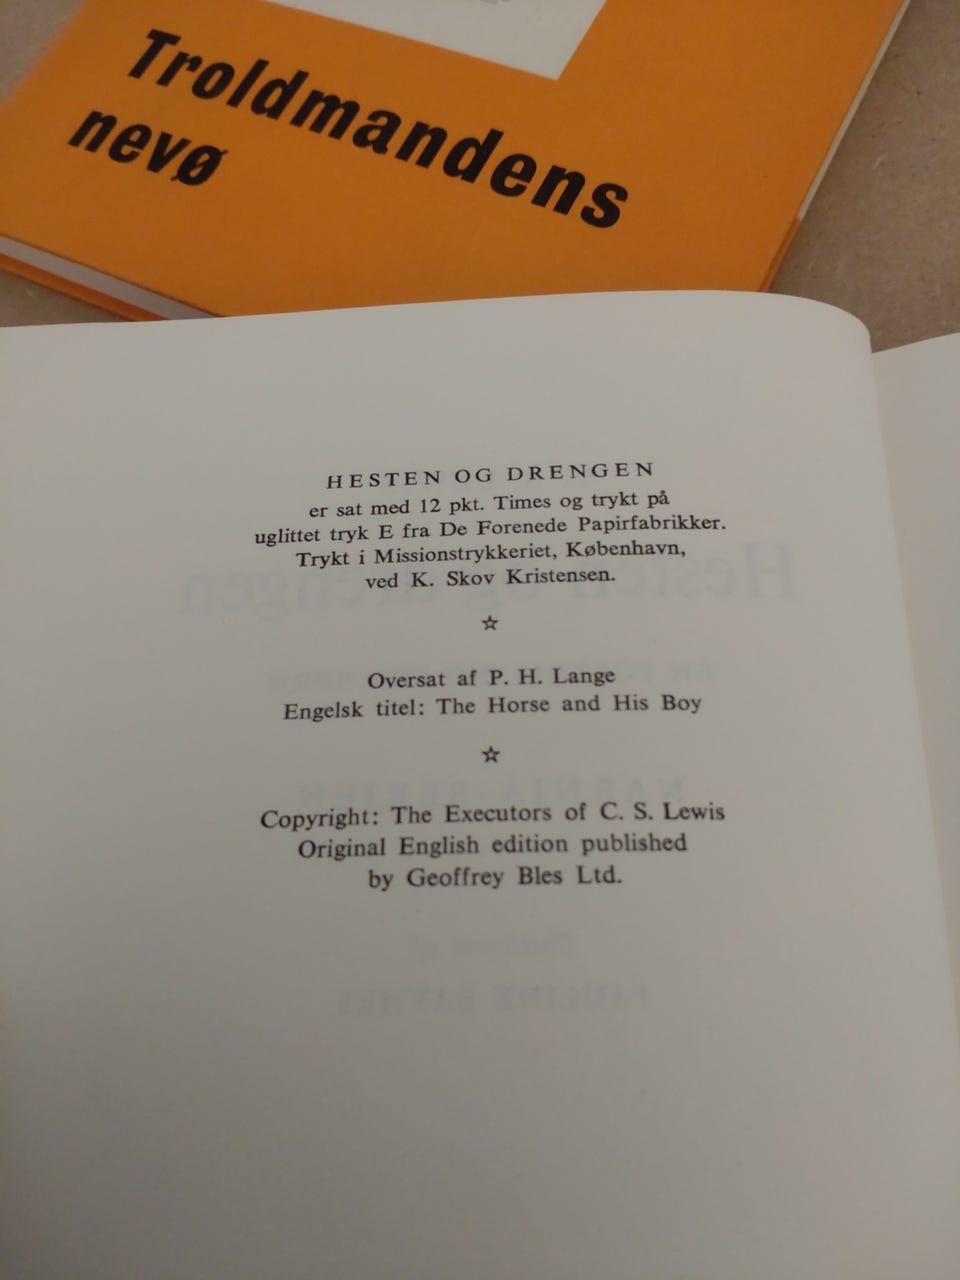 Troldmandens
nevø
HESTEN OG DRENGEN
er sat med 12 pkt. Times og trykt på
uglittet tryk E fra De Forenede Papirfabrikker.
Trykt i Missionstrykkeriet, København,
ved K. Skov Kristensen.
☆
Oversat af P. H. Lange
Engelsk titel: The Horse and His Boy
☆
Copyright: The Executors of C. S. Lewis
Original English edition published
by Geoffrey Bles Ltd.